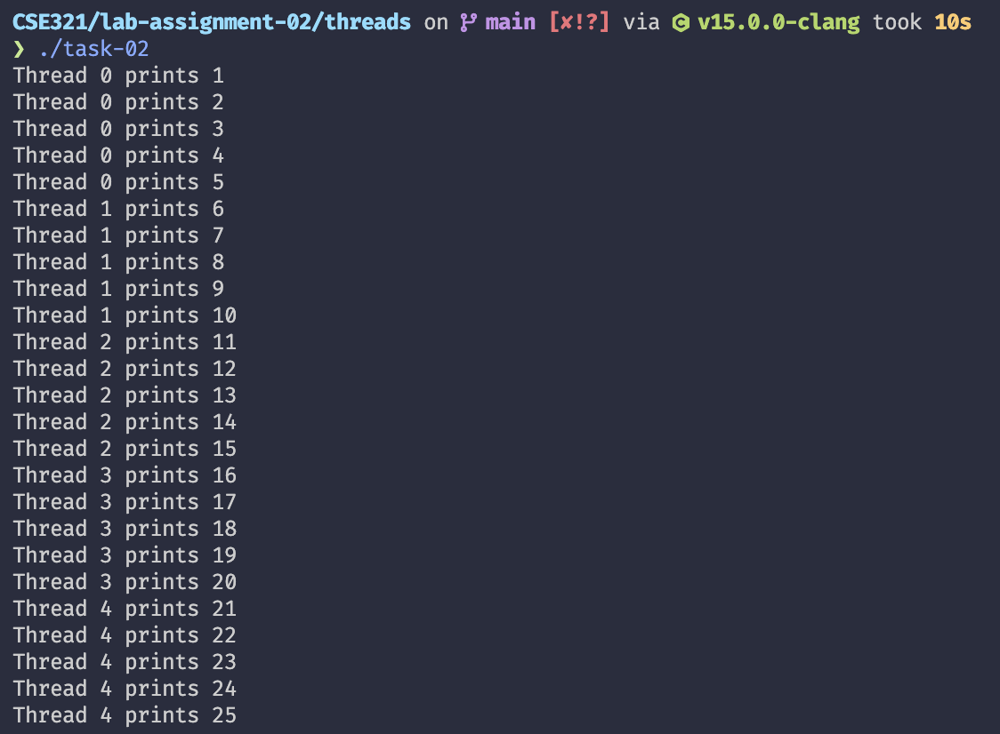 CSE321/lab-assignment-02/threads on main [✘!?] via C v15.0.0-clang took 10s
❯ ./task-02
Thread 0 prints 1
Thread 0 prints 2
Thread 0 prints 3
Thread 0 prints 4
Thread 0 prints 5
Thread 1 prints 6
Thread 1 prints 7
Thread 1 prints 8
Thread 1 prints 9
Thread 1 prints 10
Thread 2 prints 11
Thread 2 prints 12
Thread 2 prints 13
Thread 2 prints 14
Thread 2 prints 15
Thread 3 prints 16
Thread 3 prints 17
Thread 3 prints 18
Thread 3 prints 19
Thread 3 prints 20
Thread 4 prints 21
Thread 4 prints 22
Thread 4 prints 23
Thread 4 prints 24
Thread 4 prints 25